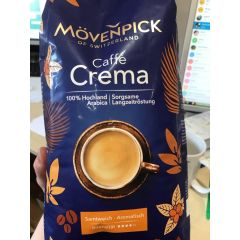 MÖVENPICK
OF SWITZERLAND
Caffè
Crema
100% Hochland | Sorgsame
Arabica | Langzeitröstung
Samtweich - Aromatisch